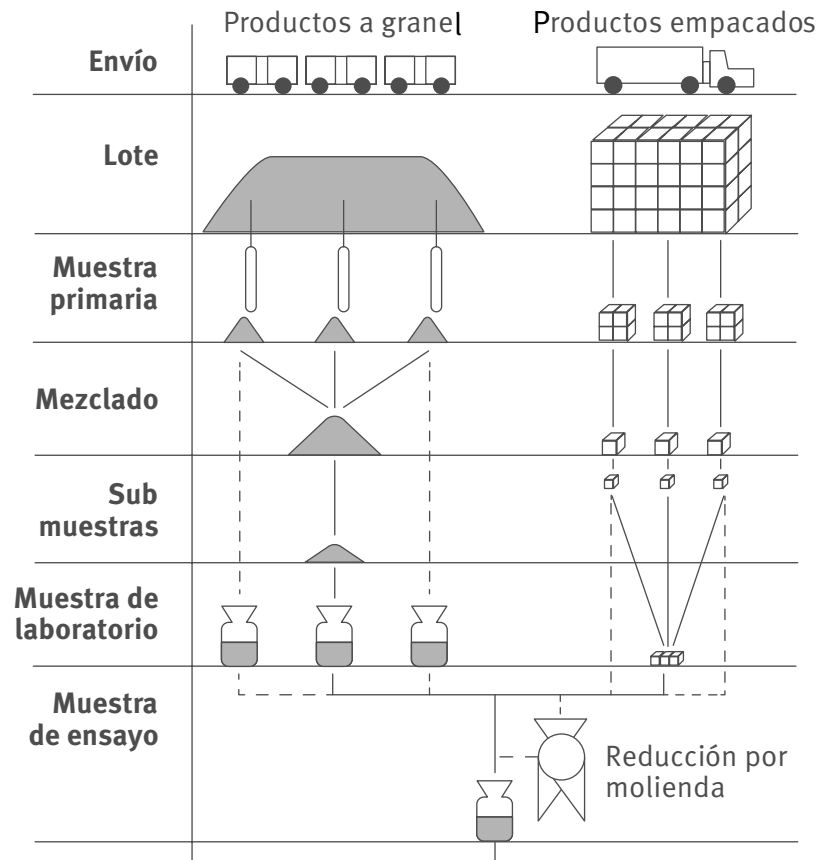 Productos a granel
Productos empacados
Envío
Lote
Muestra
primaria
Mezclado
Sub
muestras
Muestra de
laboratorio
Muestra
de ensayo
Reducción por
molienda